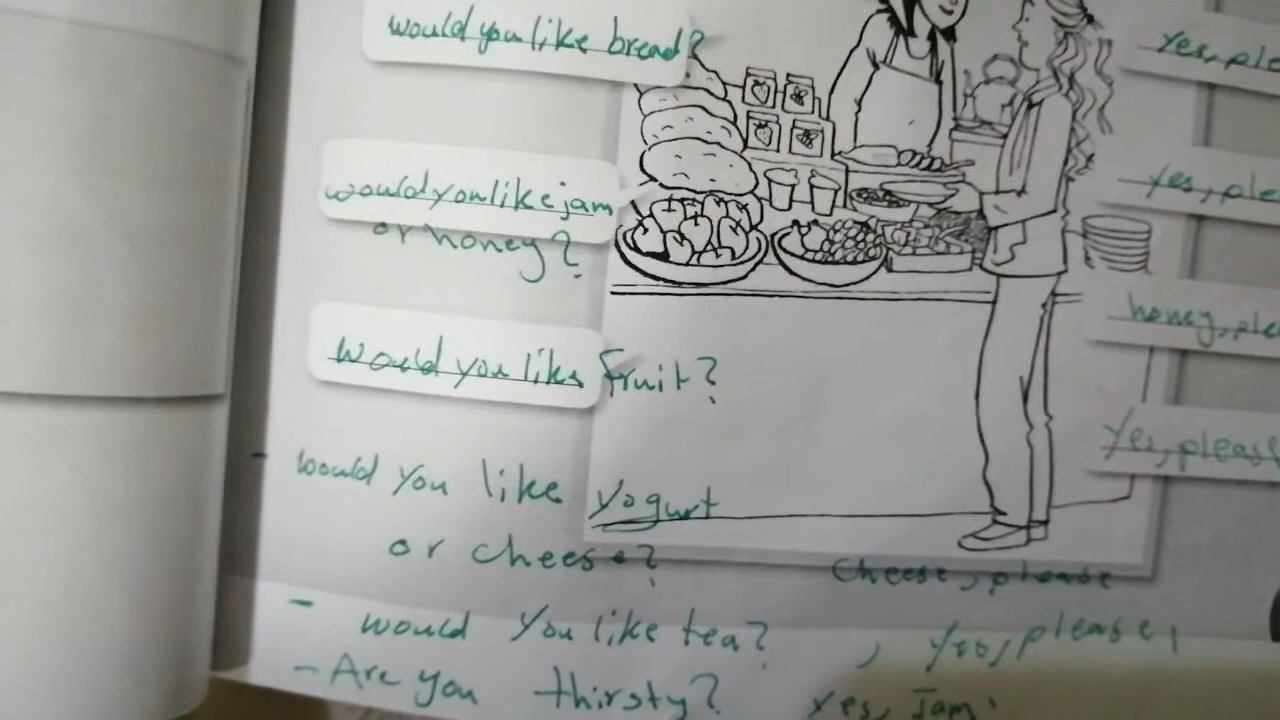 would you like bread?
Yes, ple
would you like jam
or honey?
yes, ple
honey, ple
would you like fruit?
Yes, please
would you like yogurt
or cheese?
Cheese, please
- would you like tea? , Yes, please,
- Are you thirsty? Yes, Iam.